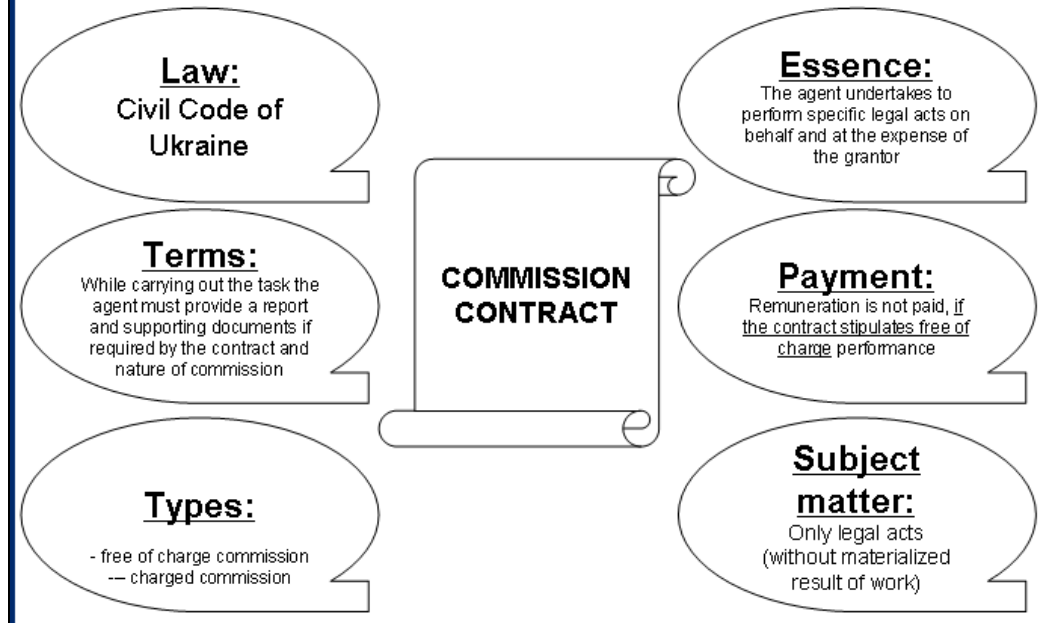 Law:
Civil Code of
Ukraine
Essence:
The agent undertakes to
perform specific legal acts on
behalf and at the expense of
the grantor
Terms:
While carrying out the task the
agent must provide a report
and supporting documents if
required by the contract and
nature of commission
COMMISSION
CONTRACT
Payment:
Remuneration is not paid, if
the contract stipulates free of
charge performance
Types:
- free of charge commission
-– charged commission
Subject
matter:
Only legal acts
(without materialized
result of work)